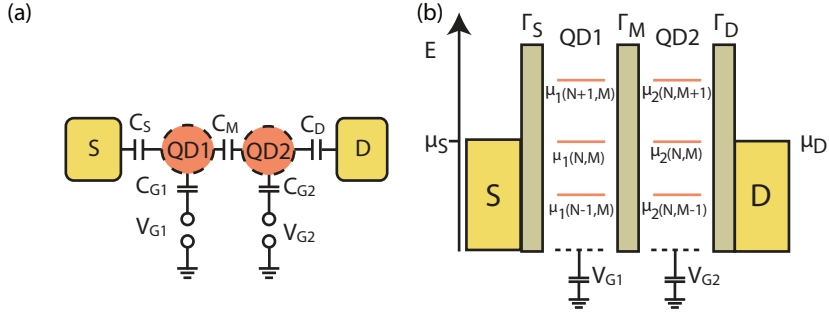 (a)
C_S C_M C_D
S QD1 QD2 D
C_G1 C_G2
V_G1 V_G2
(b)
Γ_S Γ_M Γ_D
E QD1 QD2
μ_1(N+1,M) μ_2(N,M+1)
μ_S μ_D
μ_1(N,M) μ_2(N,M)
S D
μ_1(N-1,M) μ_2(N,M-1)
V_G1 V_G2